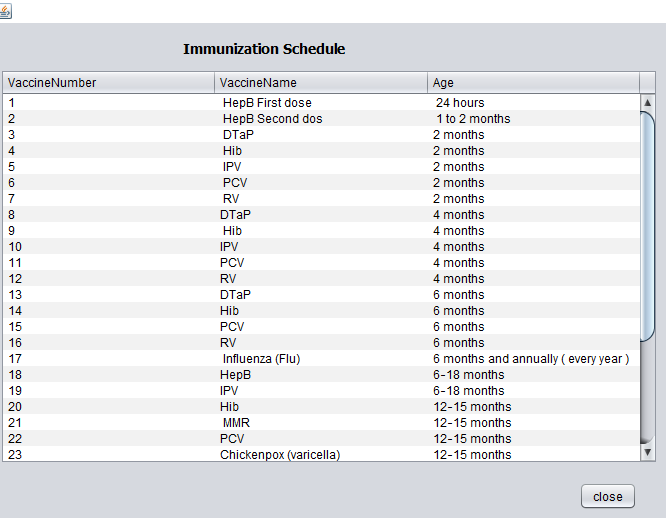 Immunization Schedule
VaccineNumber VaccineName Age
1 HepB First dose 24 hours
2 HepB Second dos 1 to 2 months
3 DTaP 2 months
4 Hib 2 months
5 IPV 2 months
6 PCV 2 months
7 RV 2 months
8 DTaP 4 months
9 Hib 4 months
10 IPV 4 months
11 PCV 4 months
12 RV 4 months
13 DTaP 6 months
14 Hib 6 months
15 PCV 6 months
16 RV 6 months
17 Influenza (Flu) 6 months and annually ( every year )
18 HepB 6-18 months
19 IPV 6-18 months
20 Hib 12-15 months
21 MMR 12-15 months
22 PCV 12-15 months
23 Chickenpox (varicella) 12-15 months
close